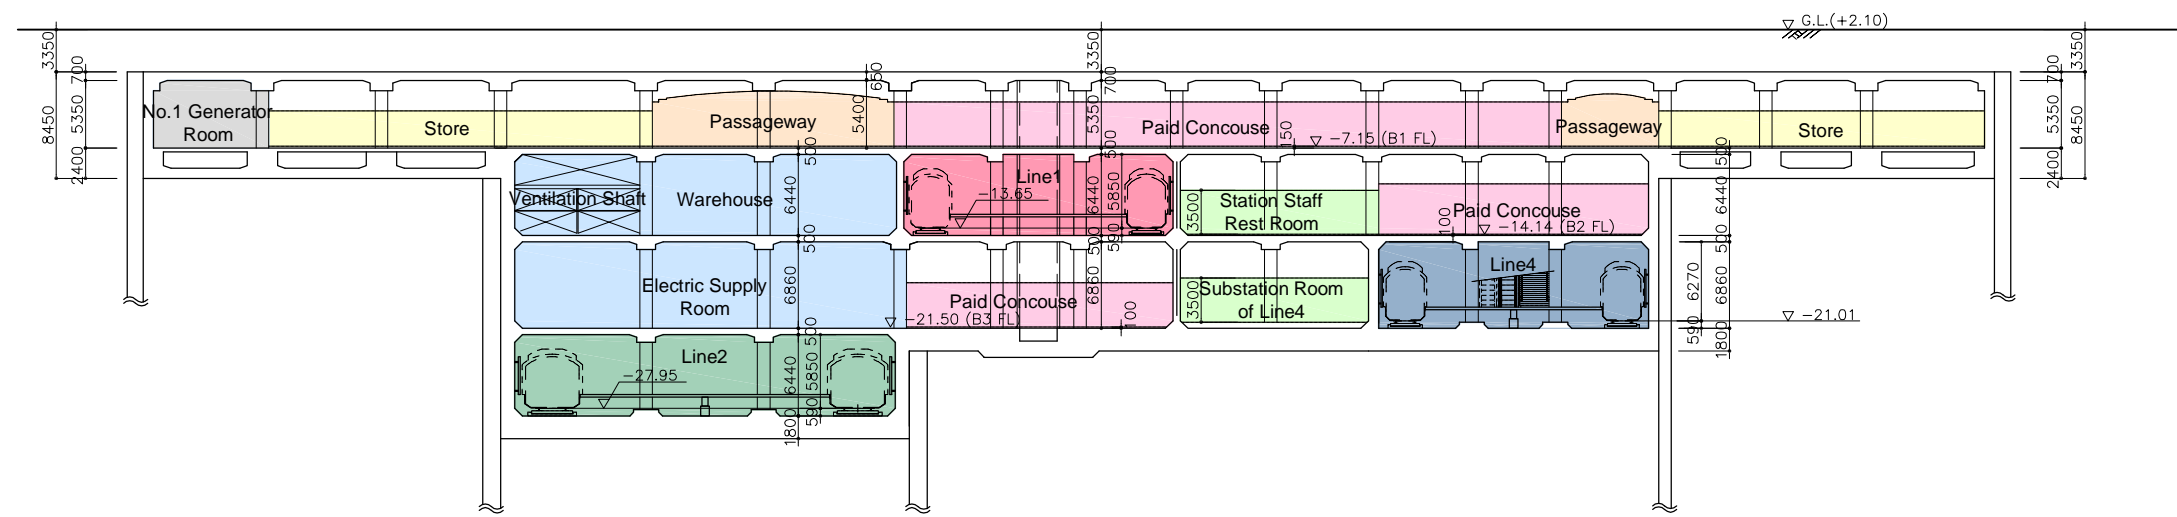 G.L.(+2.10)
3350
3350
3350
700
650
700
700
8450
5350
No.1 Generator
Room
Store
Passageway
5400
5350
Paid Concouse
Passageway
Store
5350
8450
150
-7.15 (B1 FL)
2400
500
500
500
2400
Ventilation Shaft
Warehouse
6440
Line1
-13.65
6440
5850
3500
Station Staff
Rest Room
Paid Concouse
100
-14.14 (B2 FL)
6440
500
500
590
500
Electric Supply
Room
6860
Paid Concouse
6860
3500
Substation Room
of Line4
Line4
6270
6860
-21.50 (B3 FL)
100
-21.01
500
590
1800
Line2
-27.95
6440
5850
590
1800